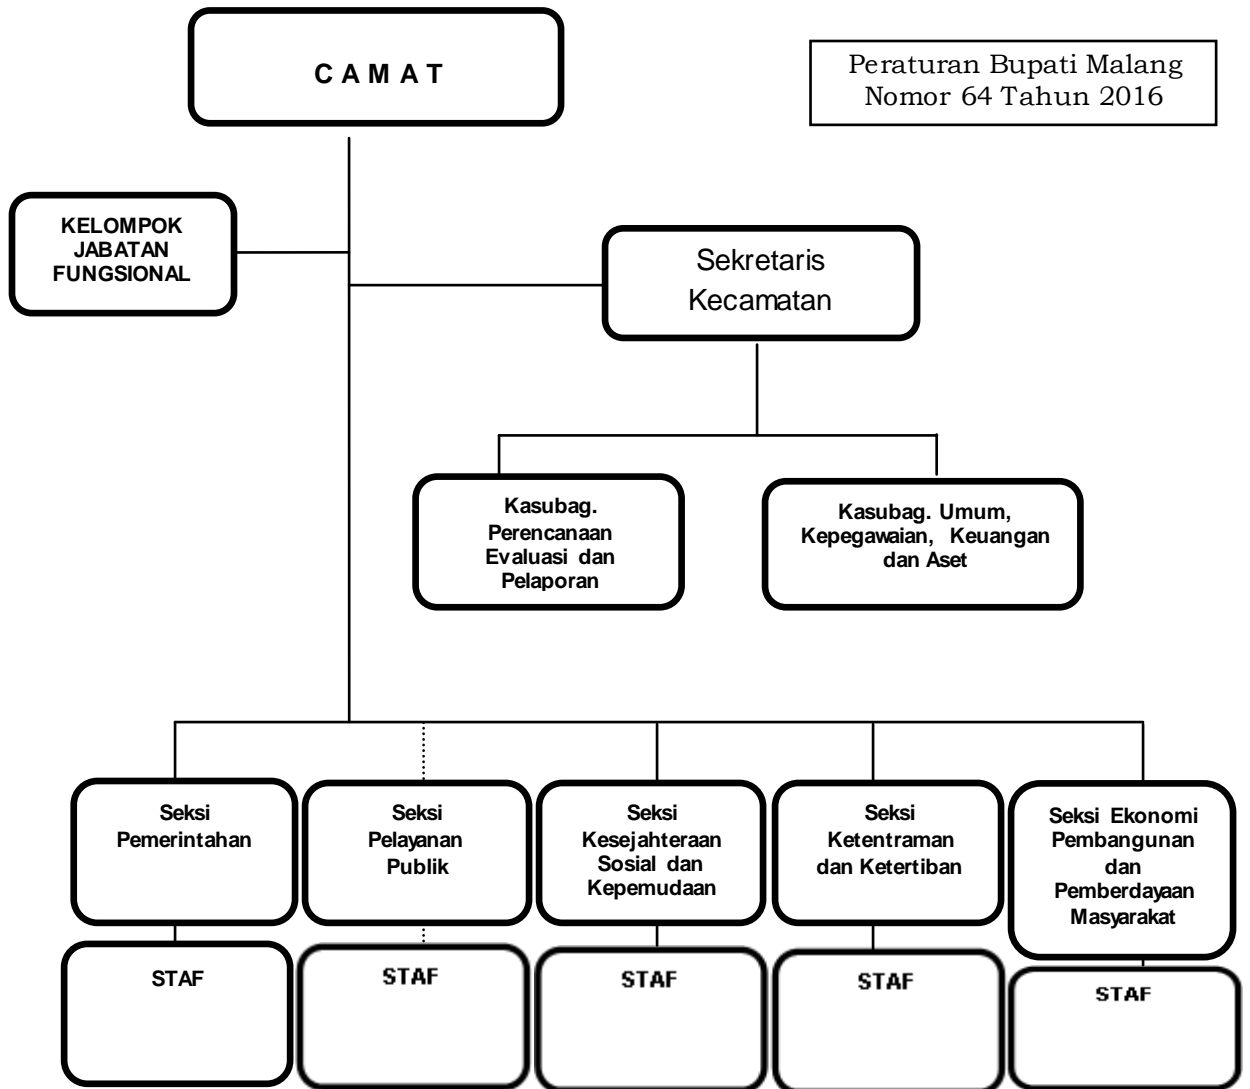 C A M A T
Peraturan Bupati Malang
Nomor 64 Tahun 2016
KELOMPOK
JABATAN
FUNGSIONAL
Sekretaris
Kecamatan
Kasubag.
Perencanaan
Evaluasi dan
Pelaporan
Kasubag. Umum,
Kepegawaian, Keuangan
dan Aset
Seksi
Pemerintahan
Seksi
Pelayanan
Publik
Seksi
Kesejahteraan
Sosial dan
Kepemudaan
Seksi
Ketentraman
dan Ketertiban
Seksi Ekonomi
Pembangunan
dan
Pemberdayaan
Masyarakat
STAF
STAF
STAF
STAF
STAF